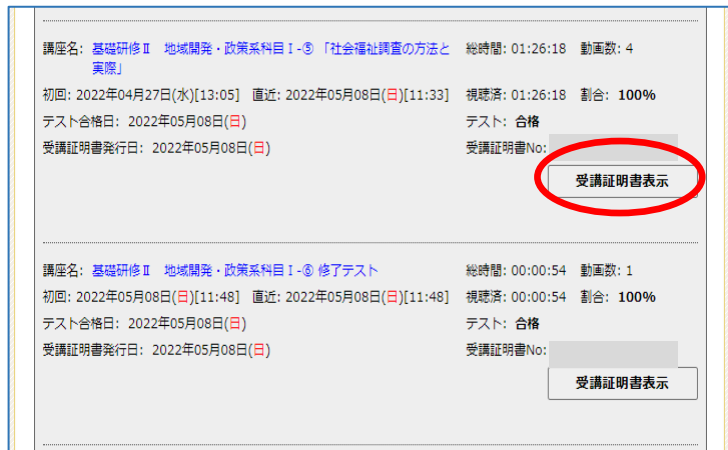 講座名: 基礎研修Ⅱ 地域開発・政策系科目Ⅰ-⑤ 「社会福祉調査の方法と 総時間: 01:26:18 動画数: 4
実際」
初回: 2022年04月27日(水)[13:05] 直近: 2022年05月08日(日)[11:33] 視聴済: 01:26:18 割合: 100%
テスト合格日: 2022年05月08日(日) テスト: 合格
受講証明書発行日: 2022年05月08日(日) 受講証明書No:
受講証明書表示
講座名: 基礎研修Ⅱ 地域開発・政策系科目Ⅰ-⑥ 修了テスト 総時間: 00:00:54 動画数: 1
初回: 2022年05月08日(日)[11:48] 直近: 2022年05月08日(日)[11:48] 視聴済: 00:00:54 割合: 100%
テスト合格日: 2022年05月08日(日) テスト: 合格
受講証明書発行日: 2022年05月08日(日) 受講証明書No:
受講証明書表示